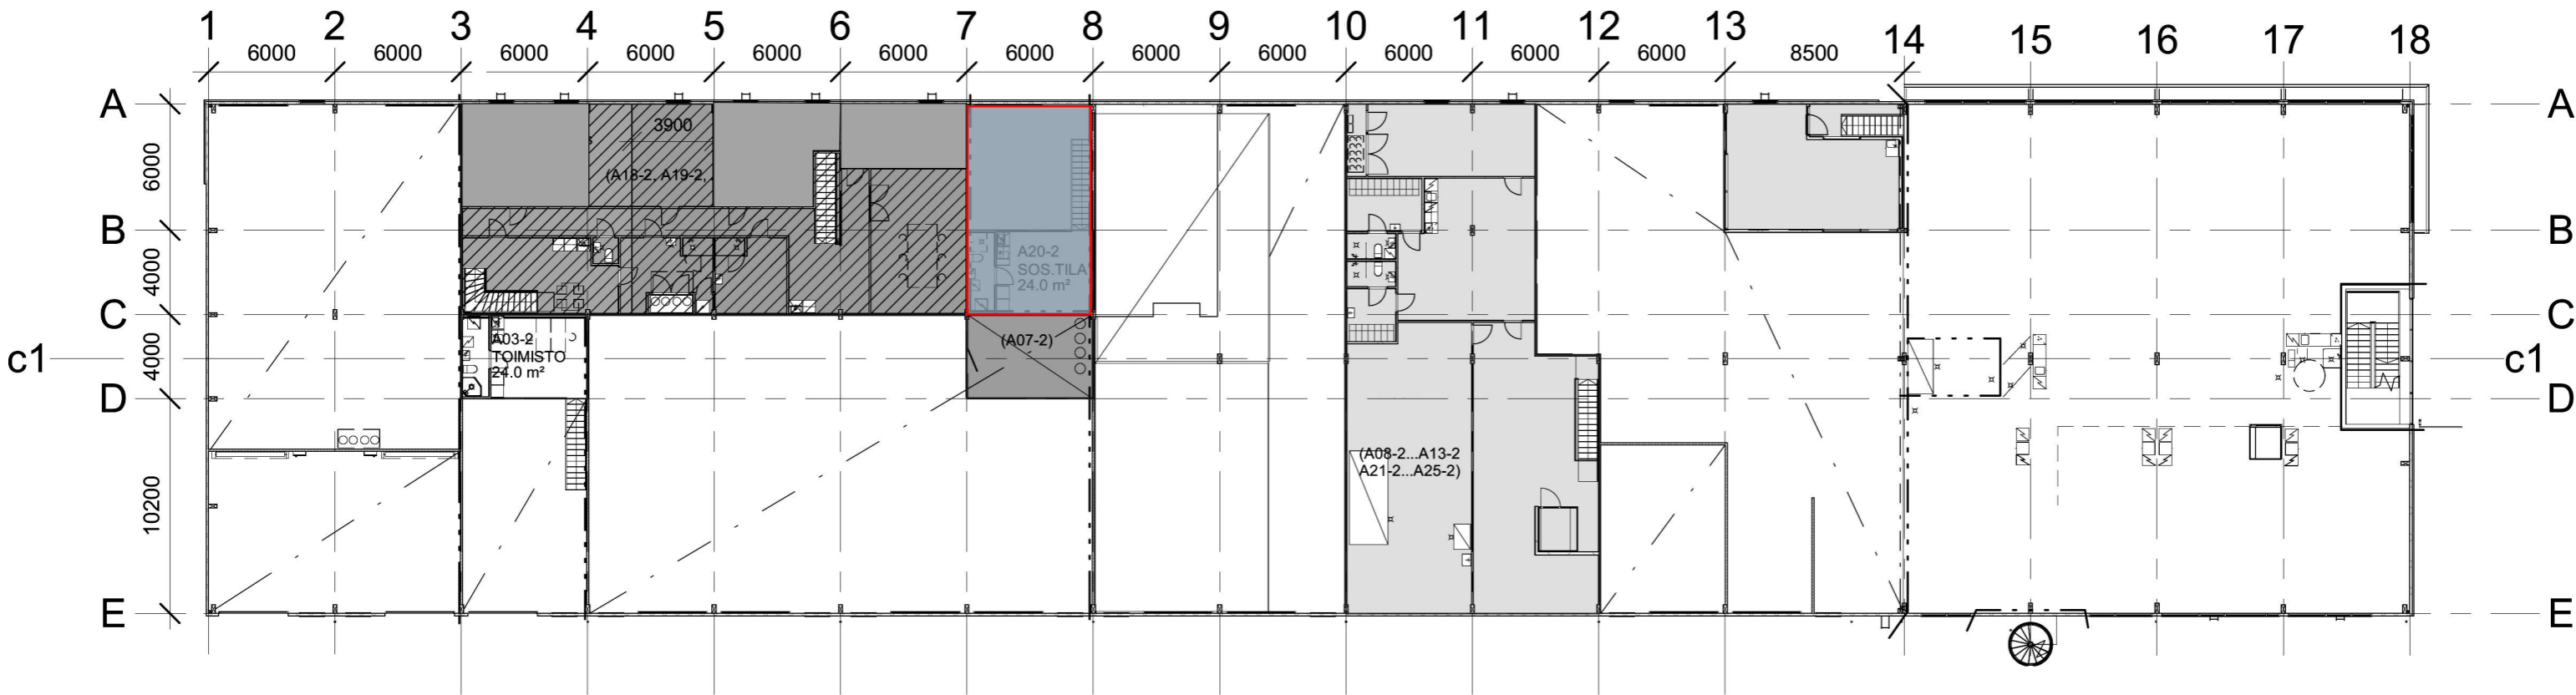 1 2 3 4 5 6 7 8 9 10 11 12 13 14 15 16 17 18
6000 6000 6000 6000 6000 6000 6000 6000 6000 6000 6000 6000 8500
A A
3900
6000
(A18-2, A19-2,
B B
A20-2
SOS.TILA
24.0 m²
4000
C C
A03-2
TOIMISTO
24.0 m²
(A07-2)
4000
c1 c1
D D
(A08-2...A13-2
A21-2...A25-2)
10200
E E